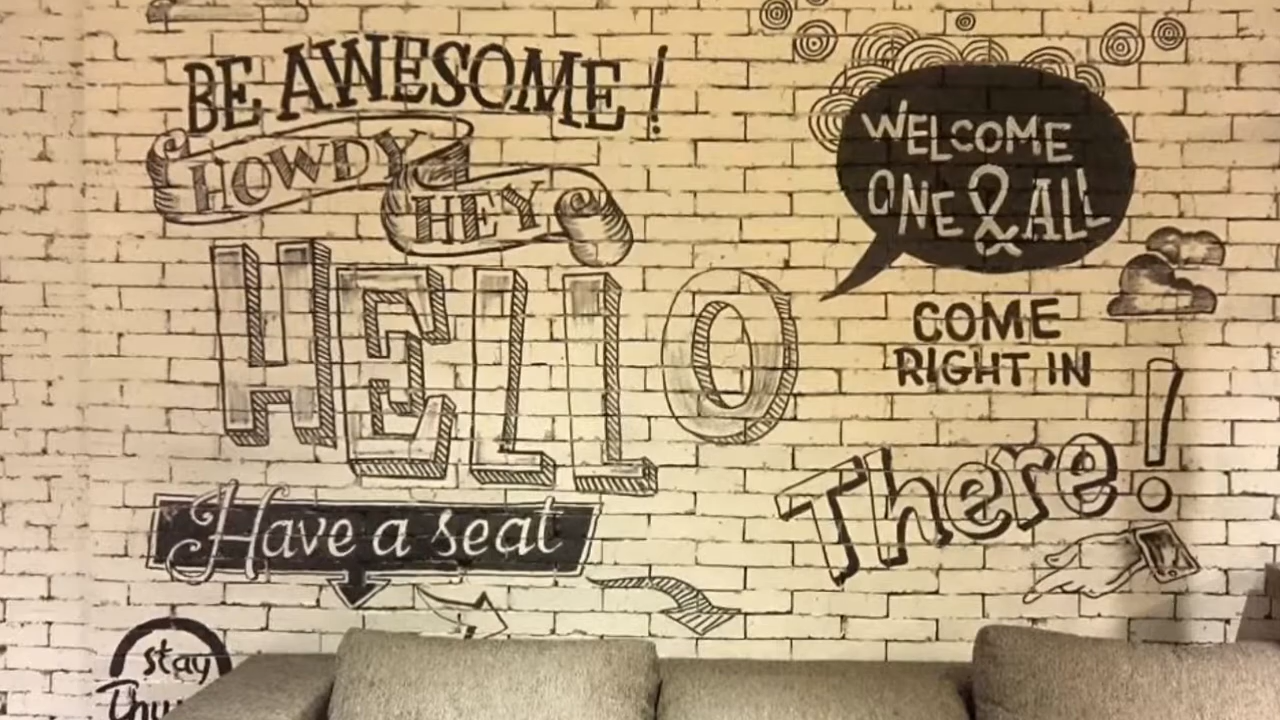 BE AWESOME!
HOWDY
HEY
HELLO
Have a seat
stay
WELCOME
ONE & ALL
COME
RIGHT IN
There!